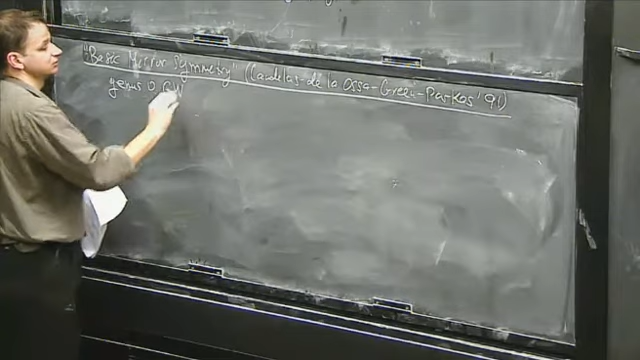 "Basic Mirror Symmetry" (Candelas-de la Ossa-Green-Parkes '91)
genus 0